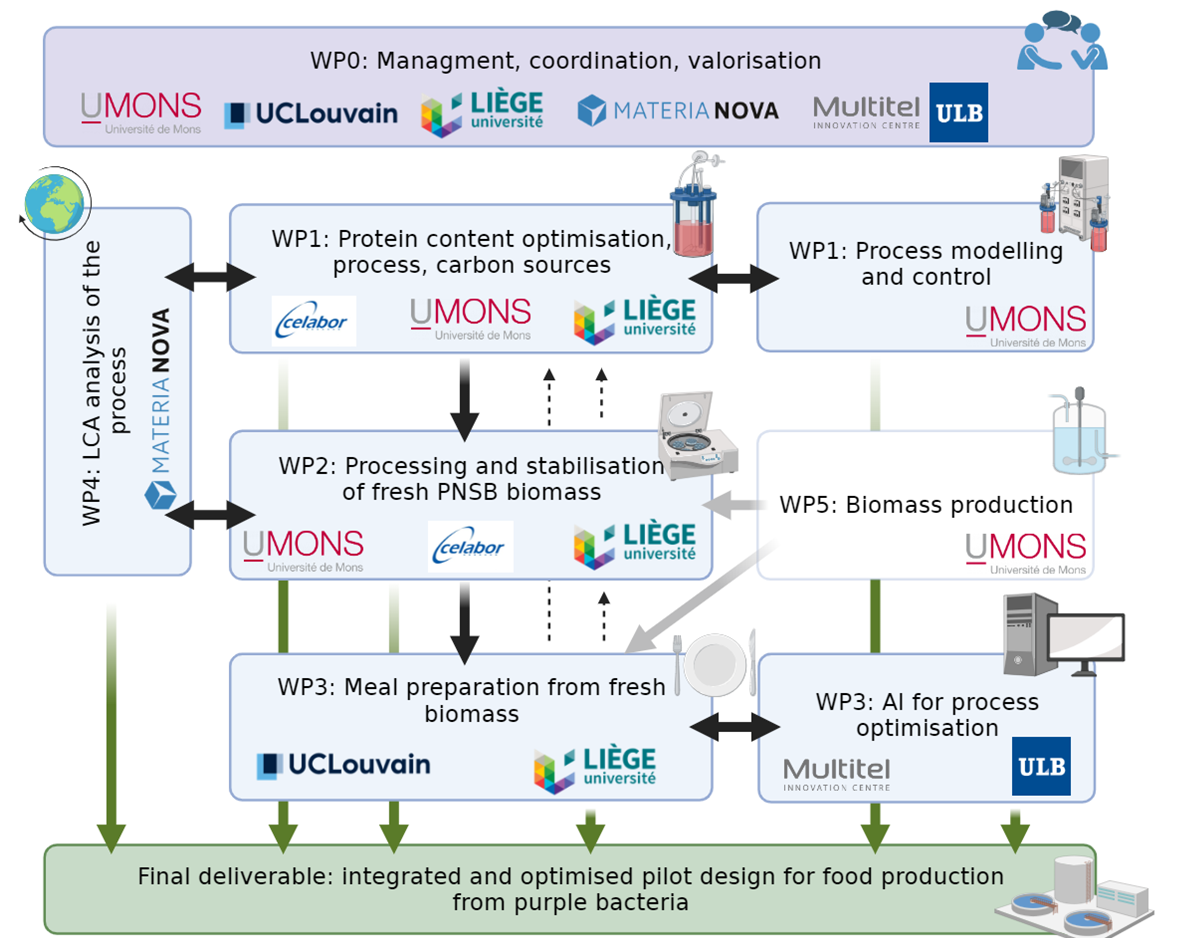 WP0: Managment, coordination, valorisation
UMONS
Université de Mons
UCLouvain
LIÈGE
université
MATERIA NOVA
Multitel
INNOVATION CENTRE
ULB
WP4: LCA analysis of the
process
MATERIA NOVA
WP1: Protein content optimisation,
process, carbon sources
celabor
UMONS
Université de Mons
LIÈGE
université
WP1: Process modelling
and control
UMONS
Université de Mons
WP2: Processing and stabilisation
of fresh PNSB biomass
UMONS
Université de Mons
celabor
LIÈGE
université
WP5: Biomass production
UMONS
Université de Mons
WP3: Meal preparation from fresh
biomass
UCLouvain
LIÈGE
université
WP3: AI for process
optimisation
Multitel
INNOVATION CENTRE
ULB
Final deliverable: integrated and optimised pilot design for food production
from purple bacteria